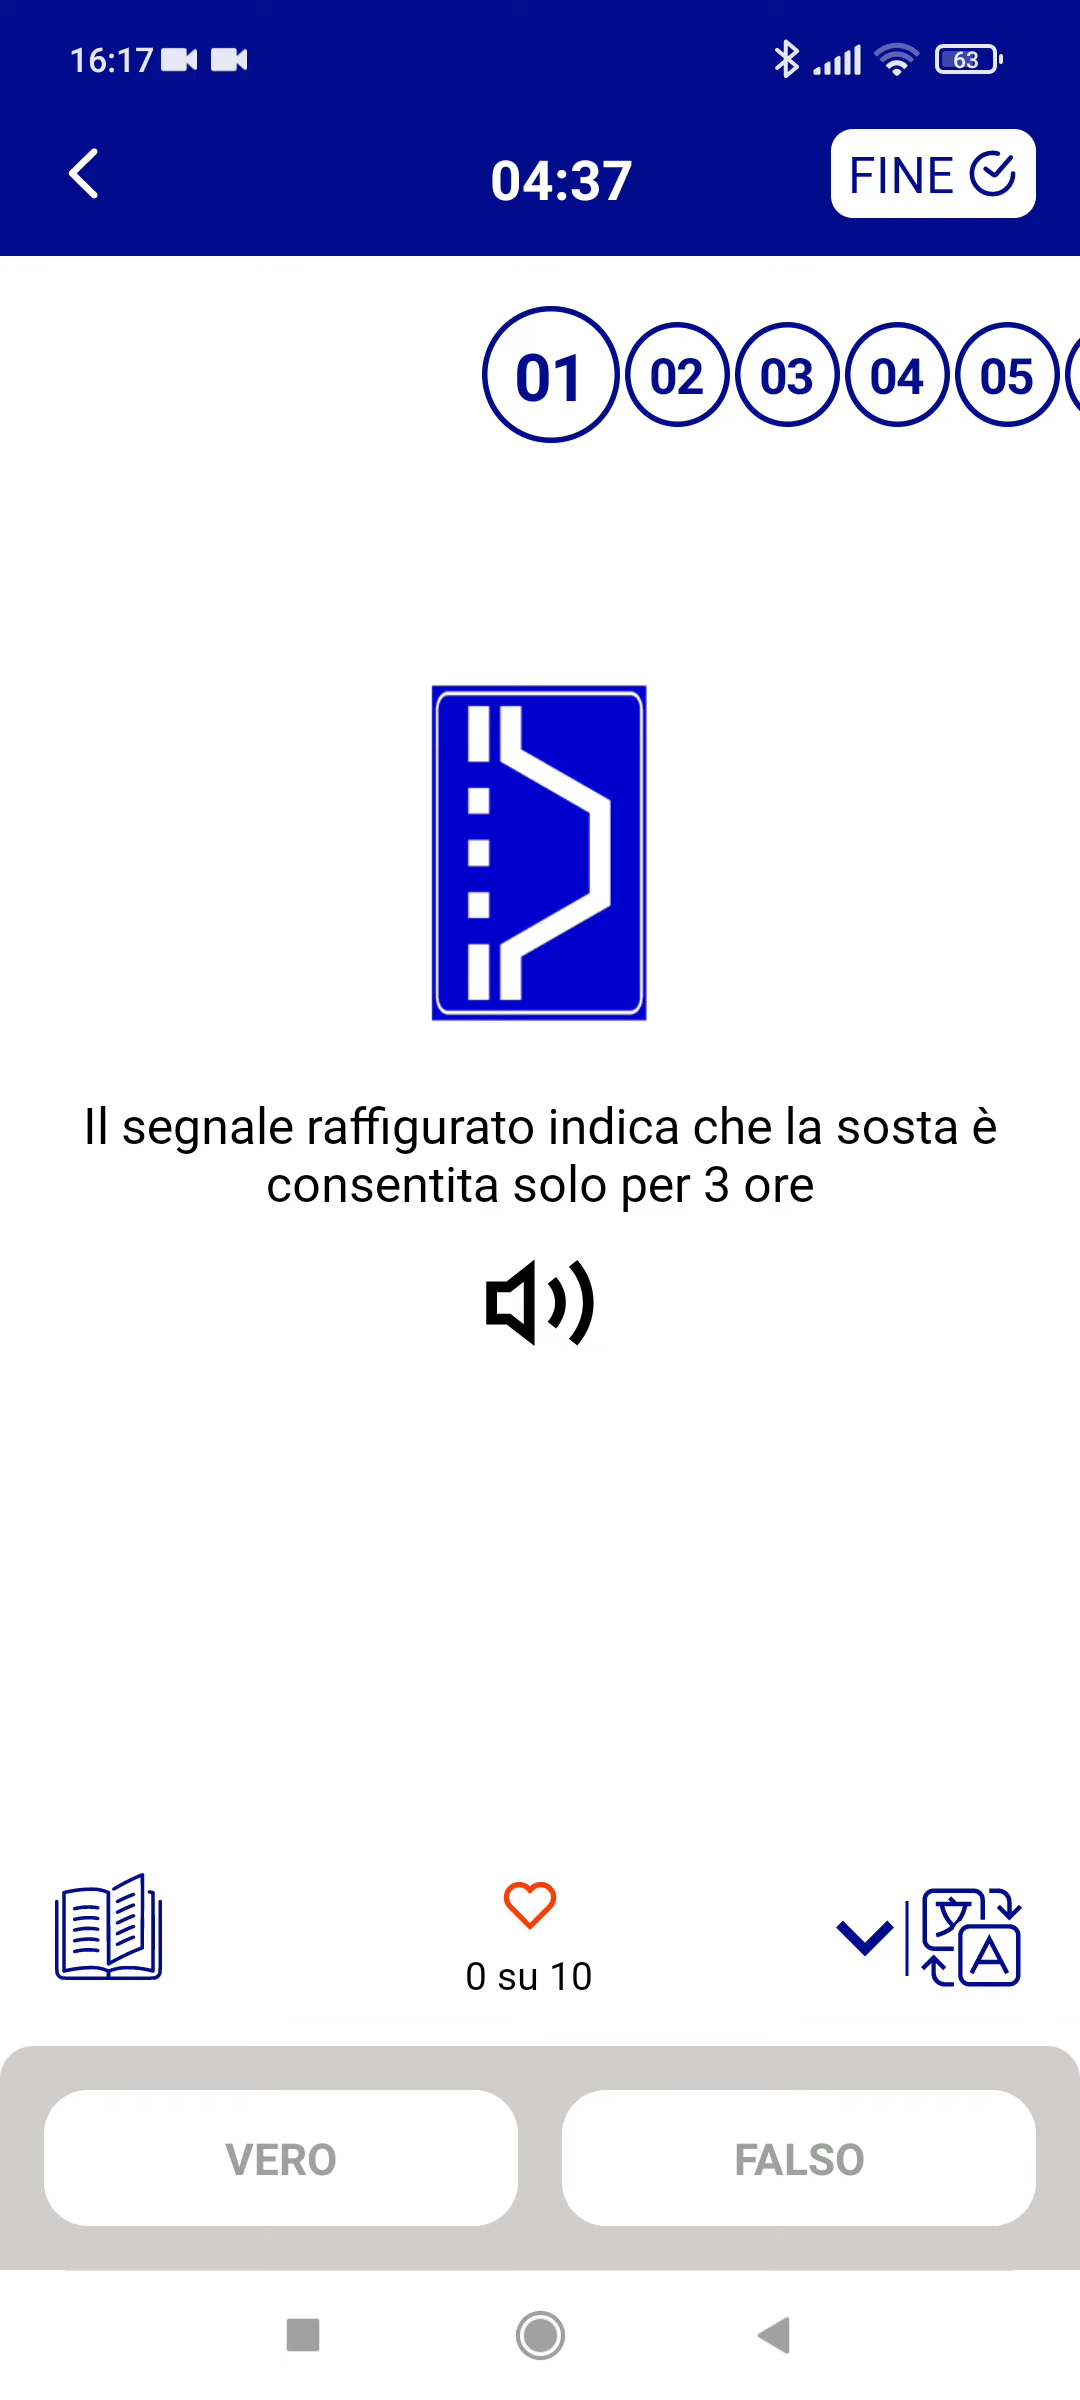 16:17
63
04:37
FINE
01 02 03 04 05
Il segnale raffigurato indica che la sosta è
consentita solo per 3 ore
0 su 10
文 A
VERO
FALSO